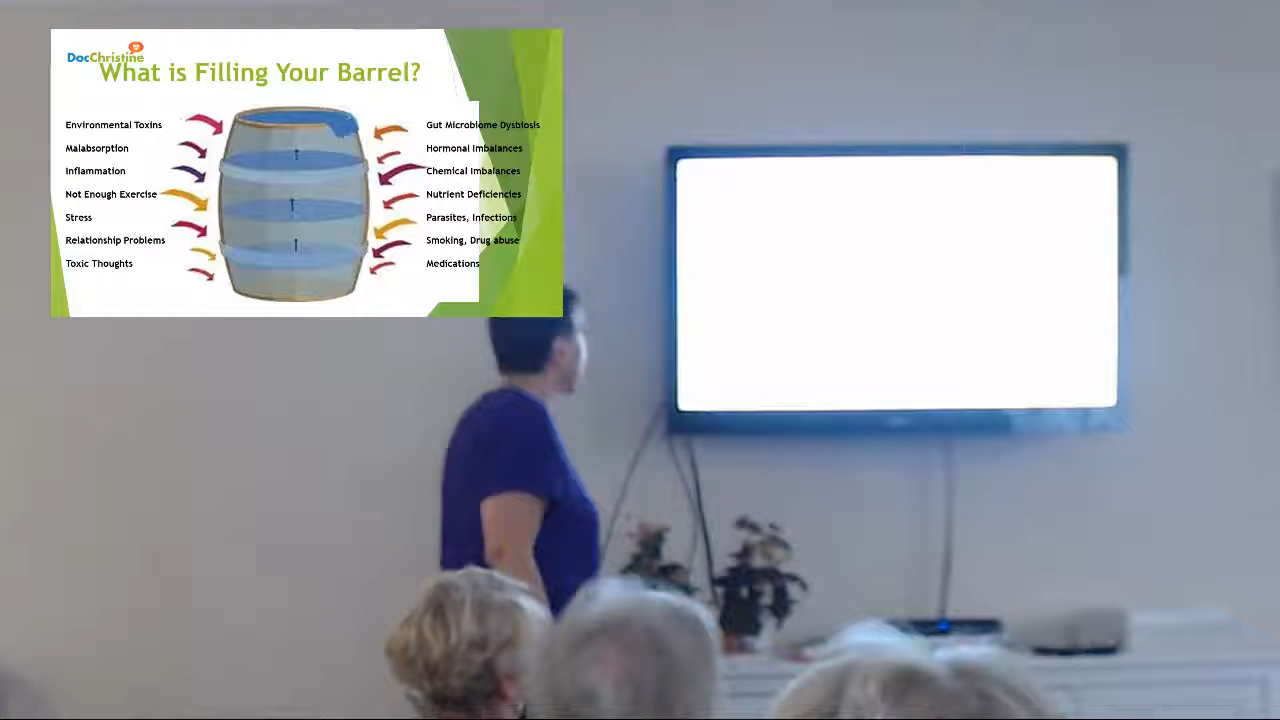 DocChristine
What is Filling Your Barrel?
Environmental Toxins
Malabsorption
Inflammation
Not Enough Exercise
Stress
Relationship Problems
Toxic Thoughts
Gut Microbiome Dysbiosis
Hormonal Imbalances
Chemical Imbalances
Nutrient Deficiencies
Parasites, Infections
Smoking, Drug abuse
Medications